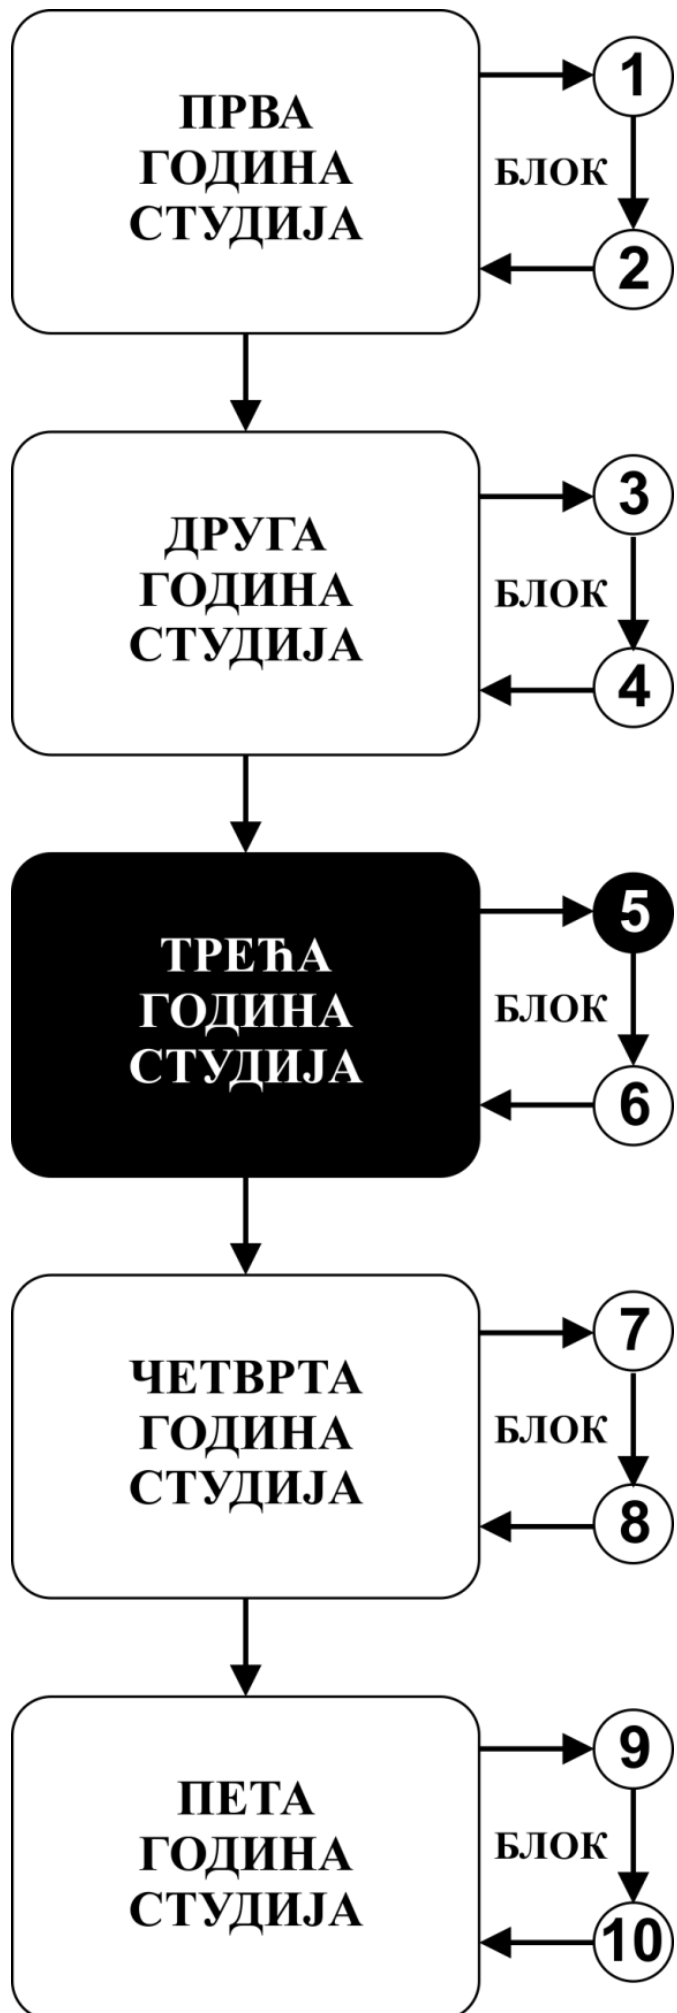 ПРВА
ГОДИНА
СТУДИЈА
1
БЛОК
2
ДРУГА
ГОДИНА
СТУДИЈА
3
БЛОК
4
ТРЕЋА
ГОДИНА
СТУДИЈА
5
БЛОК
6
ЧЕТВРТА
ГОДИНА
СТУДИЈА
7
БЛОК
8
ПЕТА
ГОДИНА
СТУДИЈА
9
БЛОК
10